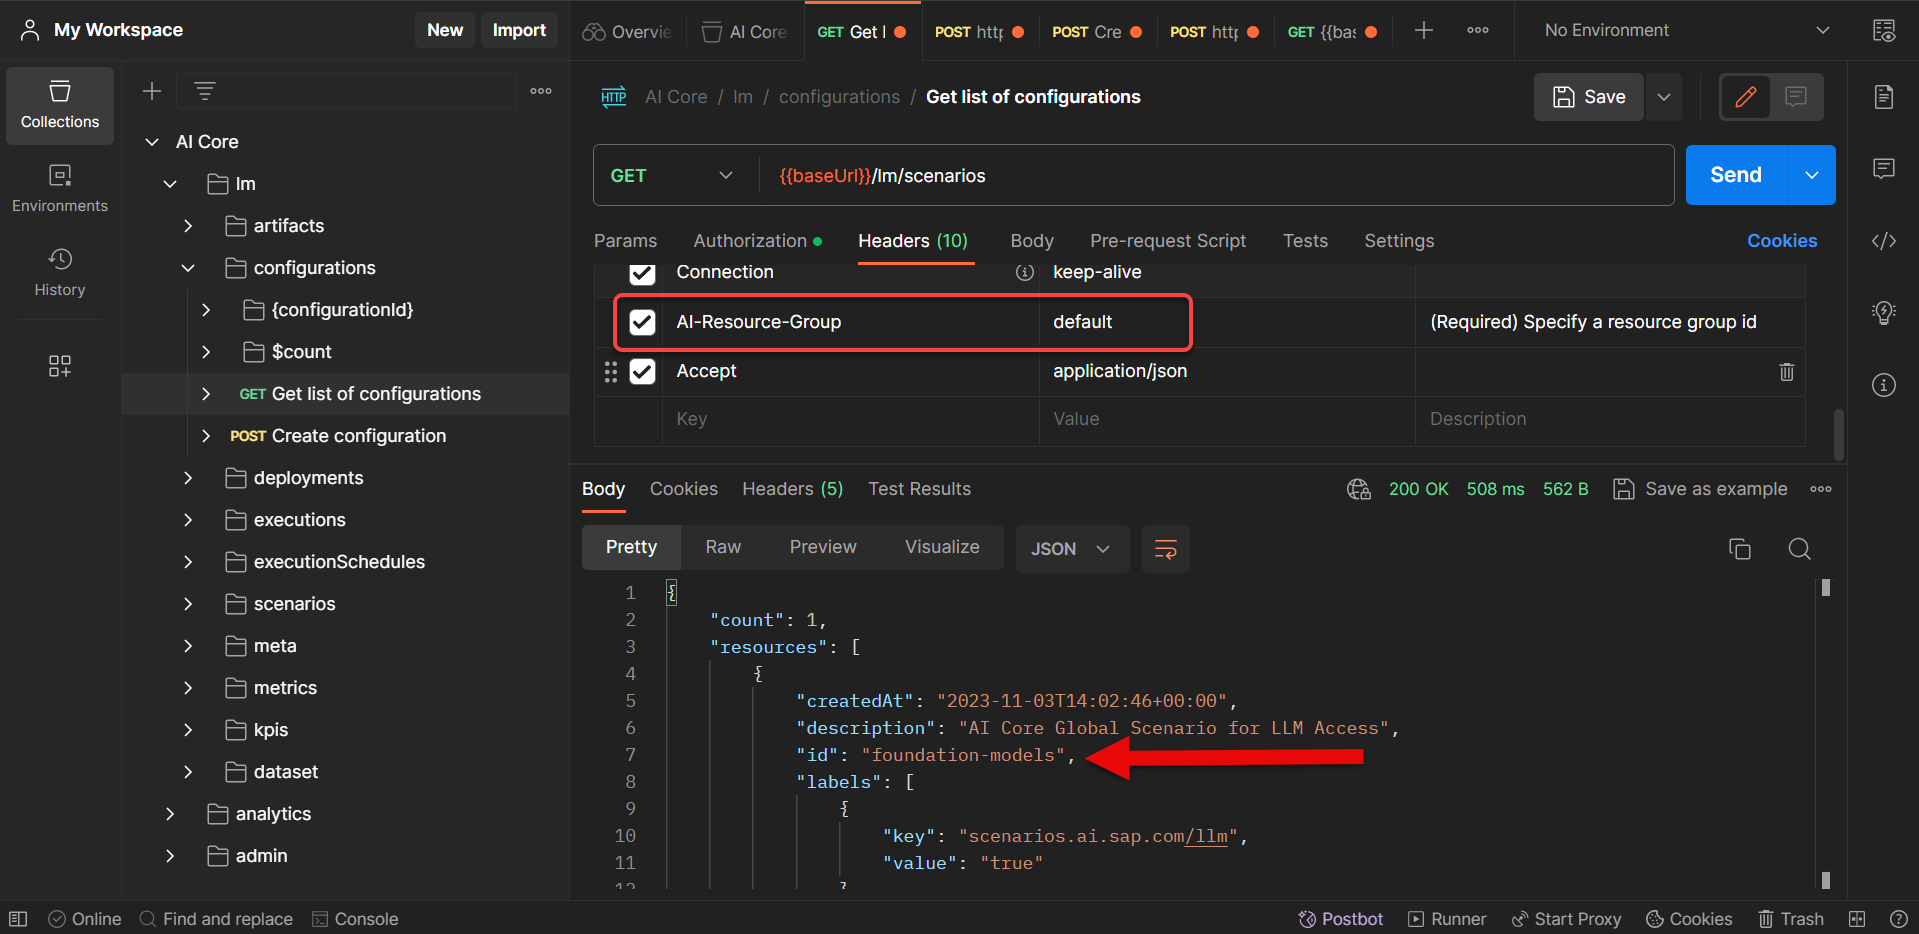 My Workspace
New
Import
Overvie
AI Core
GET Get l
POST http
POST Cre
POST http
GET {{bas
No Environment
Collections
Environments
History
AI Core
lm
artifacts
configurations
{configurationId}
$count
GET Get list of configurations
POST Create configuration
deployments
executions
executionSchedules
scenarios
meta
metrics
kpis
dataset
analytics
admin
HTTP AI Core / lm / configurations / Get list of configurations
Save
GET
{{baseUrl}}/lm/scenarios
Send
Params
Authorization
Headers (10)
Body
Pre-request Script
Tests
Settings
Cookies
Connection
keep-alive
AI-Resource-Group
default
(Required) Specify a resource group id
Accept
application/json
Key
Value
Description
Body
Cookies
Headers (5)
Test Results
200 OK
508 ms
562 B
Save as example
Pretty
Raw
Preview
Visualize
JSON
1 {
2 "count": 1,
3 "resources": [
4 {
5 "createdAt": "2023-11-03T14:02:46+00:00",
6 "description": "AI Core Global Scenario for LLM Access",
7 "id": "foundation-models",
8 "labels": [
9 {
10 "key": "scenarios.ai.sap.com/llm",
11 "value": "true"
12 }
Online
Find and replace
Console
Postbot
Runner
Start Proxy
Cookies
Trash